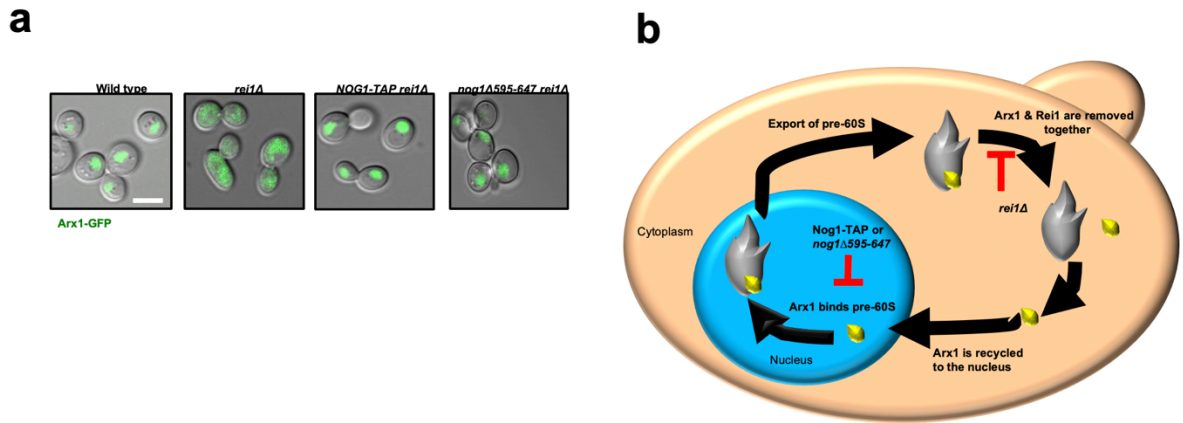 a
Wild type
rei1Δ
NOG1-TAP rei1Δ
nog1Δ595-647 rei1Δ
Arx1-GFP
b
Export of pre-60S
Arx1 & Rei1 are removed
together
rei1Δ
Cytoplasm
Nog1-TAP or
nog1Δ595-647
Arx1 binds pre-60S
Nucleus
Arx1 is recycled
to the nucleus